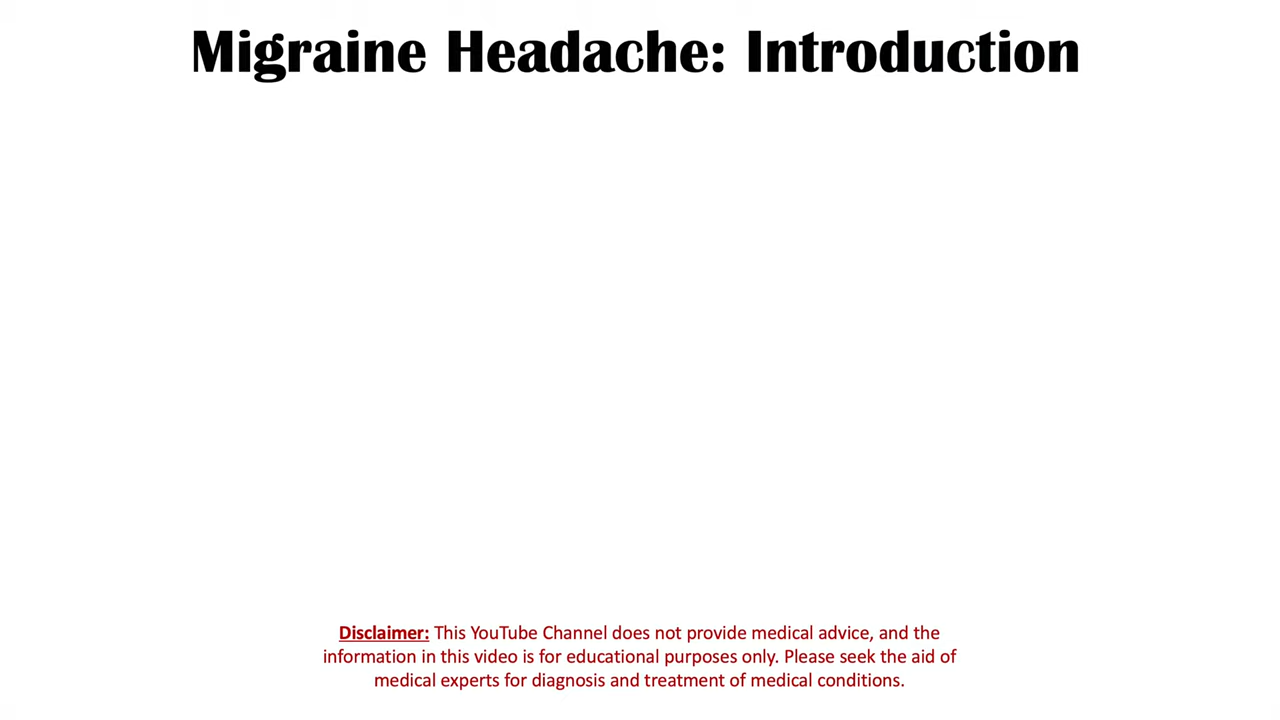 Migraine Headache: Introduction
Disclaimer: This YouTube Channel does not provide medical advice, and the
information in this video is for educational purposes only. Please seek the aid of
medical experts for diagnosis and treatment of medical conditions.